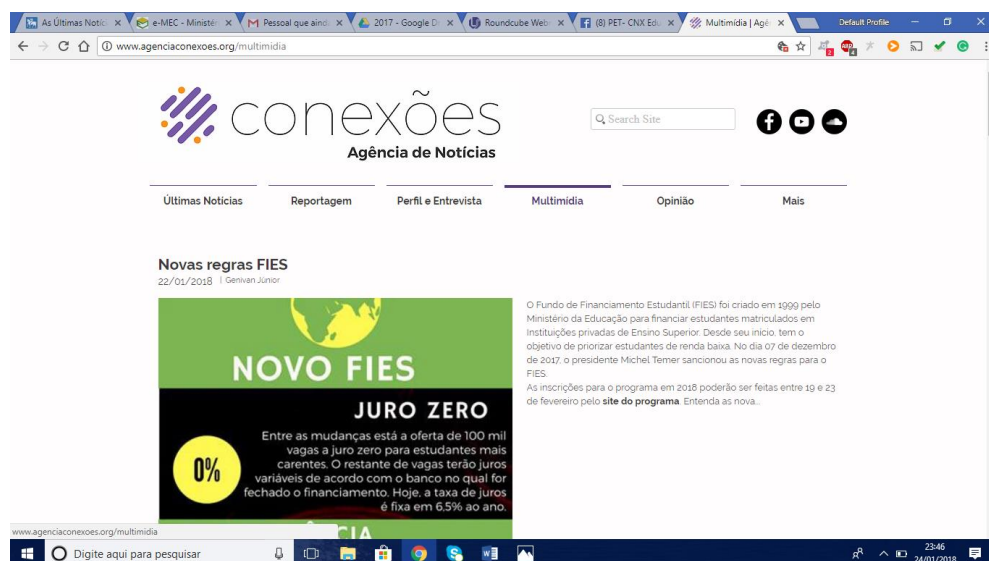 As Últimas Notíc
e-MEC - Ministér
Pessoal que aind
2017 - Google D
Roundcube Web
(8) PET- CNX Edu
Multimídia | Agê
Default Profile
www.agenciaconexoes.org/multimidia
conexões
Agência de Notícias
Search Site
Últimas Notícias
Reportagem
Perfil e Entrevista
Multimídia
Opinião
Mais
Novas regras FIES
22/01/2018 | Genivan Júnior
NOVO FIES
JURO ZERO
0%
Entre as mudanças está a oferta de 100 mil
vagas a juro zero para estudantes mais
carentes. O restante de vagas terão juros
variáveis de acordo com o banco no qual for
fechado o financiamento. Hoje, a taxa de juros
é fixa em 6,5% ao ano.
O Fundo de Financiamento Estudantil (FIES) foi criado em 1999 pelo
Ministério da Educação para financiar estudantes matriculados em
Instituições privadas de Ensino Superior. Desde seu início, tem o
objetivo de priorizar estudantes de renda baixa. No dia 07 de dezembro
de 2017, o presidente Michel Temer sancionou as novas regras para o
FIES.
As inscrições para o programa em 2018 poderão ser feitas entre 19 e 23
de fevereiro pelo site do programa. Entenda as nova...
www.agenciaconexoes.org/multimidia
Digite aqui para pesquisar
23:46
24/01/2018